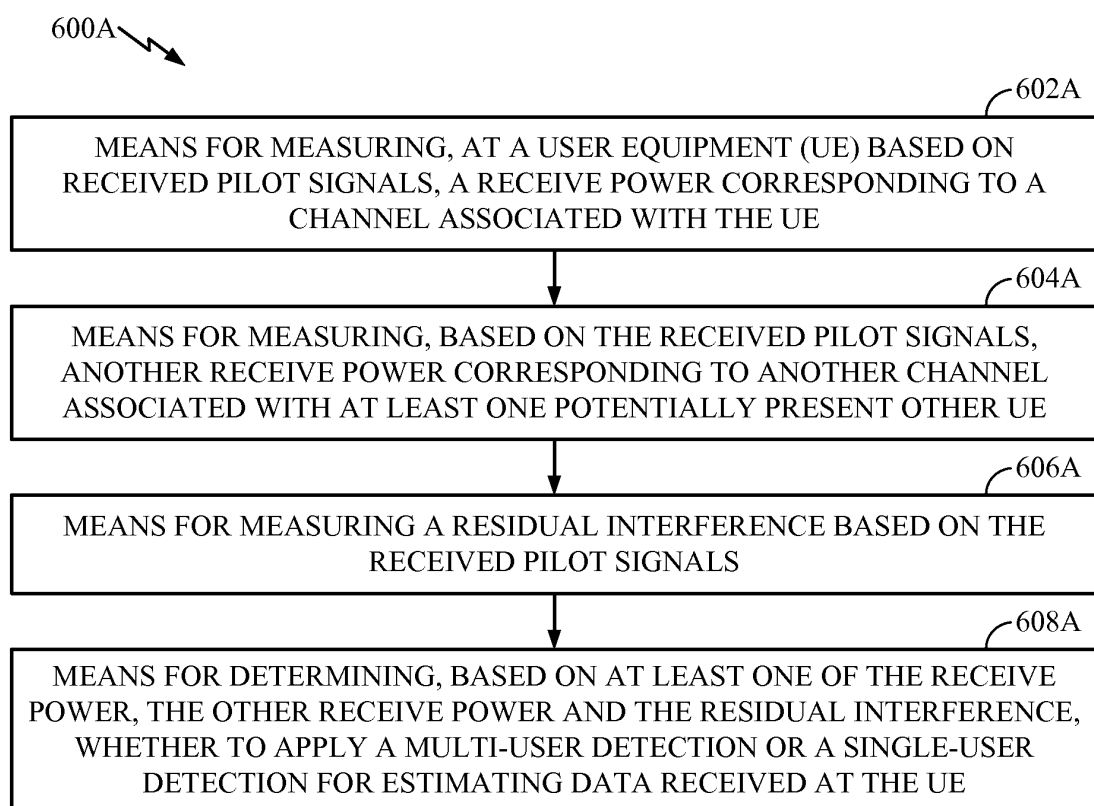 600A
602A
MEANS FOR MEASURING, AT A USER EQUIPMENT (UE) BASED ON
RECEIVED PILOT SIGNALS, A RECEIVE POWER CORRESPONDING TO A
CHANNEL ASSOCIATED WITH THE UE
604A
MEANS FOR MEASURING, BASED ON THE RECEIVED PILOT SIGNALS,
ANOTHER RECEIVE POWER CORRESPONDING TO ANOTHER CHANNEL
ASSOCIATED WITH AT LEAST ONE POTENTIALLY PRESENT OTHER UE
606A
MEANS FOR MEASURING A RESIDUAL INTERFERENCE BASED ON THE
RECEIVED PILOT SIGNALS
608A
MEANS FOR DETERMINING, BASED ON AT LEAST ONE OF THE RECEIVE
POWER, THE OTHER RECEIVE POWER AND THE RESIDUAL INTERFERENCE,
WHETHER TO APPLY A MULTI-USER DETECTION OR A SINGLE-USER
DETECTION FOR ESTIMATING DATA RECEIVED AT THE UE